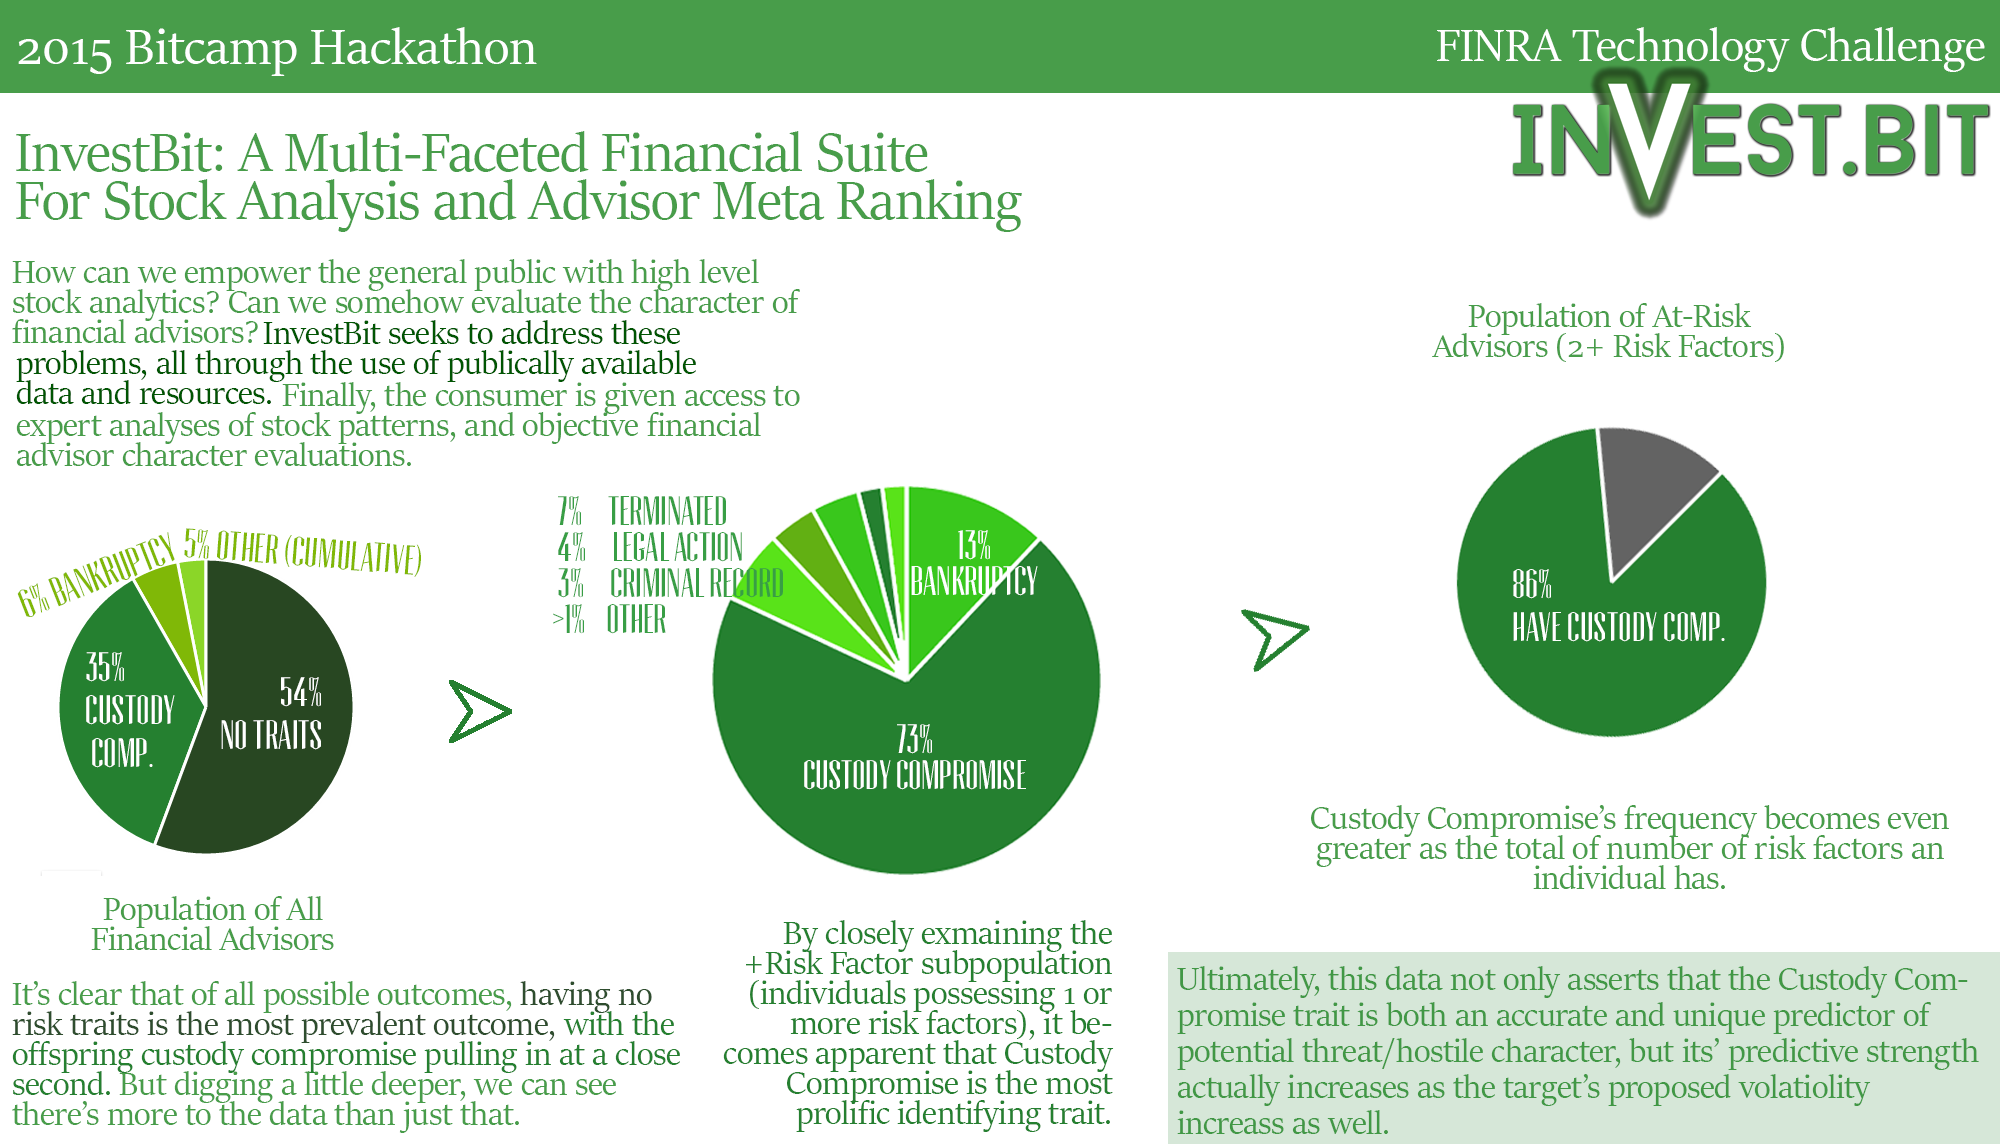 2015 Bitcamp Hackathon
FINRA Technology Challenge
INVEST.BIT
InvestBit: A Multi-Faceted Financial Suite
For Stock Analysis and Advisor Meta Ranking
How can we empower the general public with high level
stock analytics? Can we somehow evaluate the character of
financial advisors? InvestBit seeks to address these
problems, all through the use of publically available
data and resources. Finally, the consumer is given access to
expert analyses of stock patterns, and objective financial
advisor character evaluations.
6% BANKRUPTCY
5% OTHER (CUMULATIVE)
35%
CUSTODY
COMP.
54%
NO TRAITS
Population of All
Financial Advisors
It's clear that of all possible outcomes, having no
risk traits is the most prevalent outcome, with the
offspring custody compromise pulling in at a close
second. But digging a little deeper, we can see
there's more to the data than just that.
7% TERMINATED
4% LEGAL ACTION
3% CRIMINAL RECORD
>1% OTHER
13%
BANKRUPTCY
73%
CUSTODY COMPROMISE
By closely exmaining the
+Risk Factor subpopulation
(individuals possessing 1 or
more risk factors), it be-
comes apparent that Custody
Compromise is the most
prolific identifying trait.
Population of At-Risk
Advisors (2+ Risk Factors)
86%
HAVE CUSTODY COMP.
Custody Compromise's frequency becomes even
greater as the total of number of risk factors an
individual has.
Ultimately, this data not only asserts that the Custody Com-
promise trait is both an accurate and unique predictor of
potential threat/hostile character, but its' predictive strength
actually increases as the target's proposed volatiolity
increass as well.